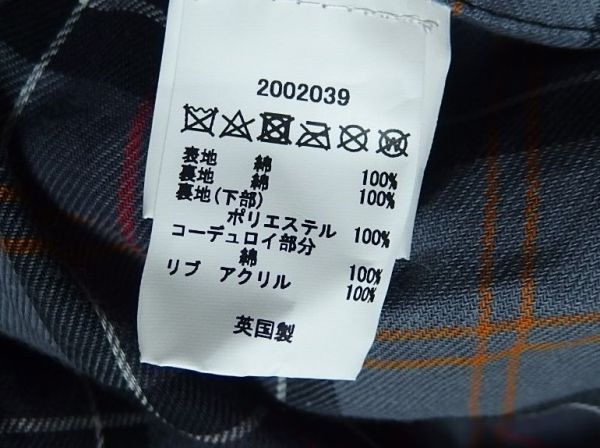 2002039
表地 綿 100%
裏地 綿 100%
裏地(下部)
ポリエステル 100%
コーデュロイ部分
綿 100%
リブ アクリル 100%
英国製